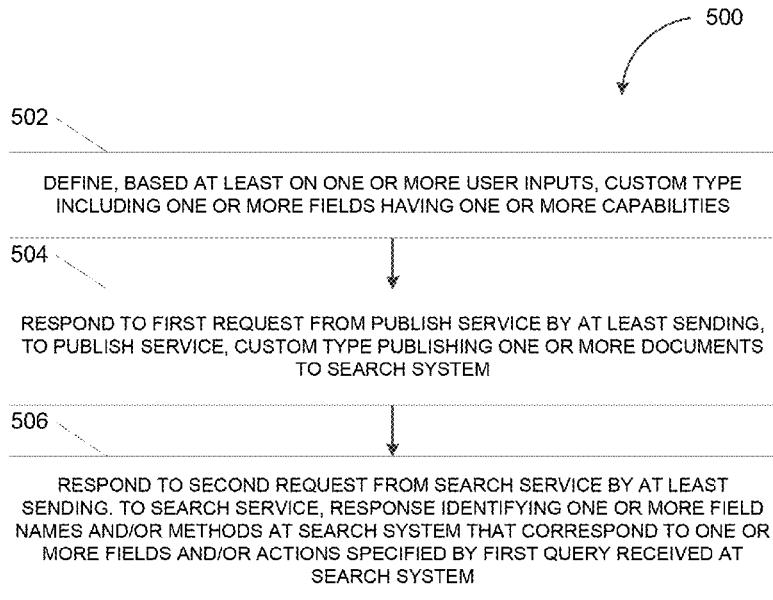 500
502
DEFINE, BASED AT LEAST ON ONE OR MORE USER INPUTS, CUSTOM TYPE
INCLUDING ONE OR MORE FIELDS HAVING ONE OR MORE CAPABILITIES
504
RESPOND TO FIRST REQUEST FROM PUBLISH SERVICE BY AT LEAST SENDING,
TO PUBLISH SERVICE, CUSTOM TYPE PUBLISHING ONE OR MORE DOCUMENTS
TO SEARCH SYSTEM
506
RESPOND TO SECOND REQUEST FROM SEARCH SERVICE BY AT LEAST
SENDING. TO SEARCH SERVICE, RESPONSE IDENTIFYING ONE OR MORE FIELD
NAMES AND/OR METHODS AT SEARCH SYSTEM THAT CORRESPOND TO ONE OR
MORE FIELDS AND/OR ACTIONS SPECIFIED BY FIRST QUERY RECEIVED AT
SEARCH SYSTEM